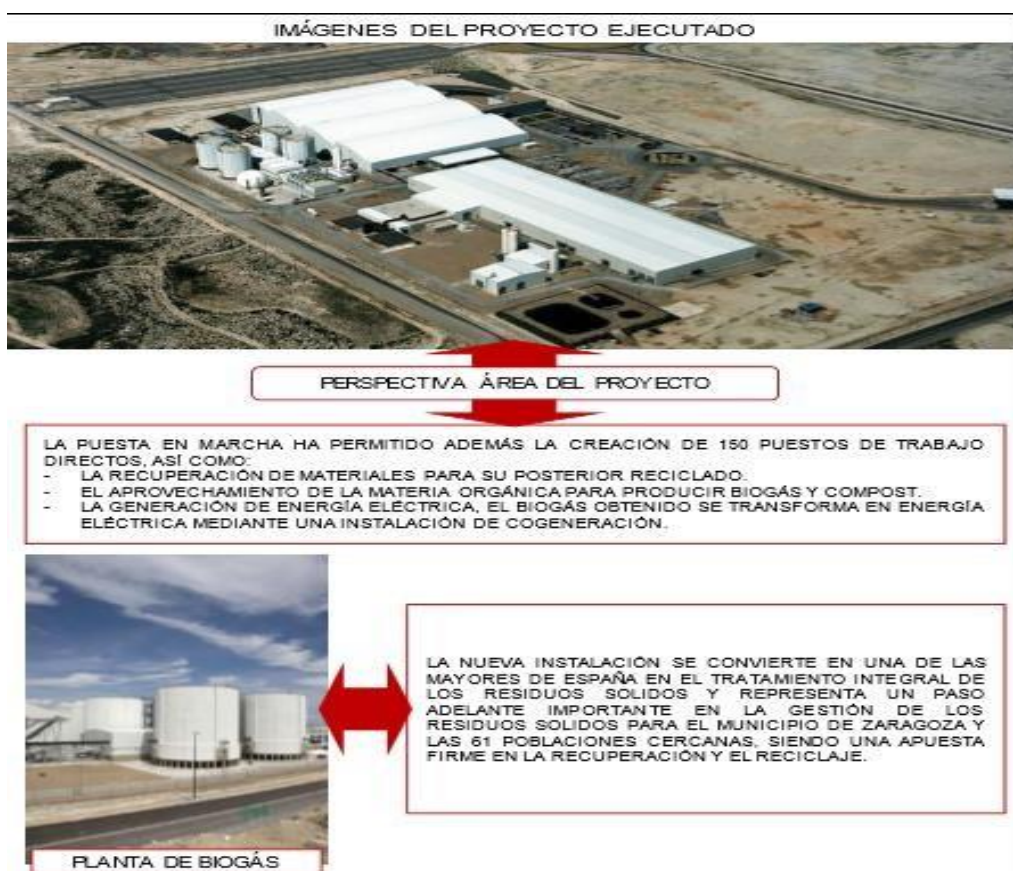 IMÁGENES DEL PROYECTO EJECUTADO
PERSPECTIVA ÁREA DEL PROYECTO
LA PUESTA EN MARCHA HA PERMITIDO ADEMÁS LA CREACIÓN DE 150 PUESTOS DE TRABAJO
DIRECTOS, ASÍ COMO:
- LA RECUPERACIÓN DE MATERIALES PARA SU POSTERIOR RECICLADO.
- EL APROVECHAMIENTO DE LA MATERIA ORGÁNICA PARA PRODUCIR BIOGÁS Y COMPOST.
- LA GENERACIÓN DE ENERGÍA ELÉCTRICA, EL BIOGÁS OBTENIDO SE TRANSFORMA EN ENERGÍA
ELÉCTRICA MEDIANTE UNA INSTALACIÓN DE COGENERACIÓN.
LA NUEVA INSTALACIÓN SE CONVIERTE EN UNA DE LAS
MAYORES DE ESPAÑA EN EL TRATAMIENTO INTEGRAL DE
LOS RESIDUOS SOLIDOS Y REPRESENTA UN PASO
ADELANTE IMPORTANTE EN LA GESTIÓN DE LOS
RESIDUOS SOLIDOS PARA EL MUNICIPIO DE ZARAGOZA Y
LAS 61 POBLACIONES CERCANAS, SIENDO UNA APUESTA
FIRME EN LA RECUPERACIÓN Y EL RECICLAJE.
PLANTA DE BIOGÁS